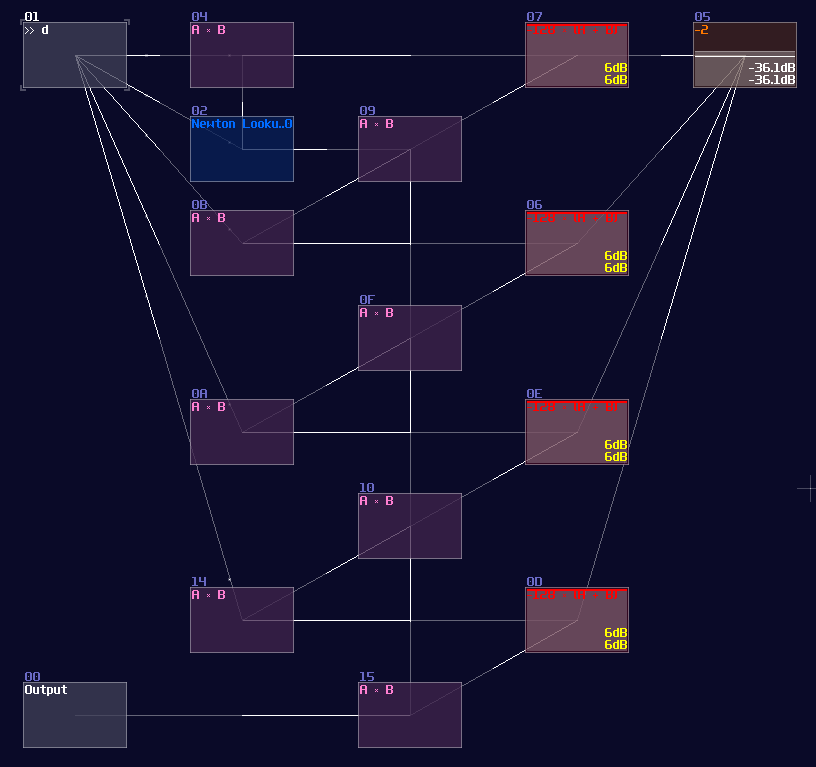 01
>> d
04
A × B
07
6dB
6dB
05
-2
-36.1dB
-36.1dB
02
Newton Looku..0
09
A × B
0B
A × B
06
6dB
6dB
0F
A × B
0A
A × B
0E
6dB
6dB
10
A × B
14
A × B
0D
6dB
6dB
00
Output
15
A × B